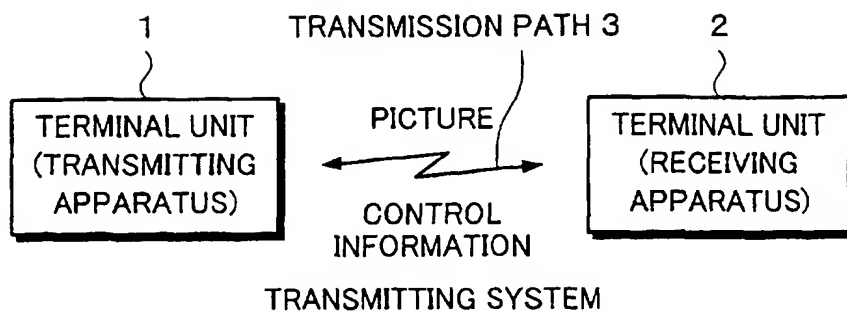 1
TRANSMISSION PATH 3
2
TERMINAL UNIT
(TRANSMITTING
APPARATUS)
PICTURE
CONTROL
INFORMATION
TERMINAL UNIT
(RECEIVING
APPARATUS)
TRANSMITTING SYSTEM